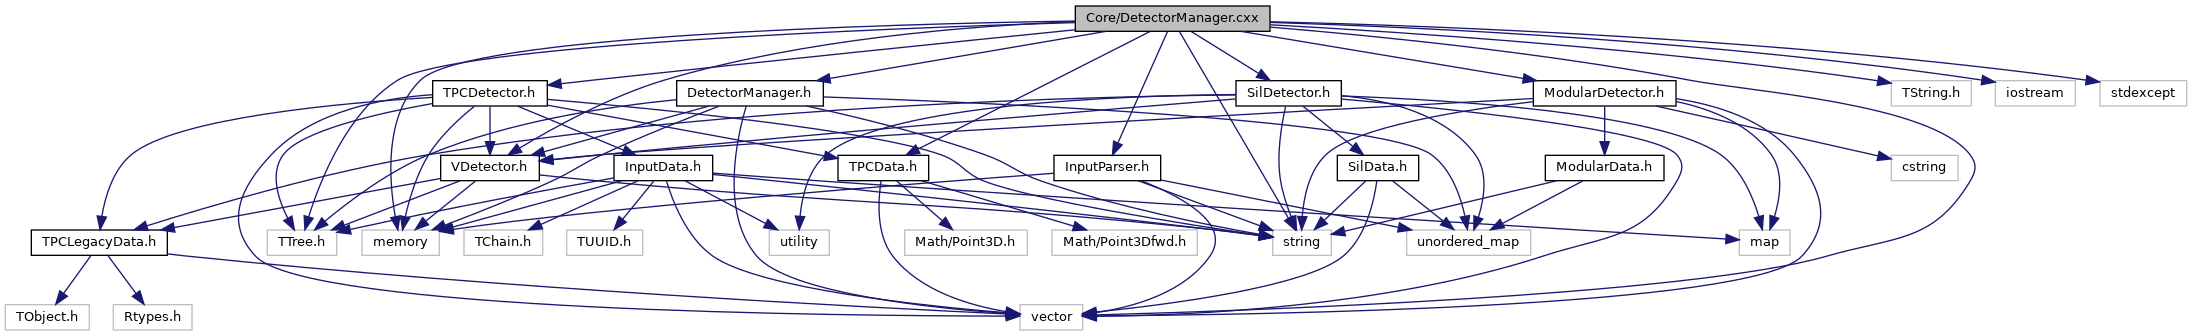 Core/DetectorManager.cxx
TPCDetector.h
DetectorManager.h
SilDetector.h
ModularDetector.h
TString.h
iostream
stdexcept
VDetector.h
InputData.h
TPCData.h
InputParser.h
SilData.h
ModularData.h
cstring
TPCLegacyData.h
TTree.h
memory
TChain.h
TUUID.h
utility
Math/Point3D.h
Math/Point3Dfwd.h
string
unordered_map
map
TObject.h
Rtypes.h
vector